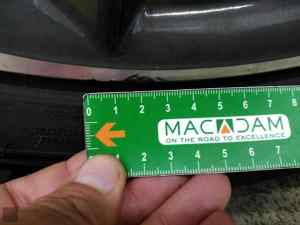 0 1 2 3 4 5 6 7 8
MACADAM
ON THE ROAD TO EXCELLENCE
1 2 3 4 5 6 7